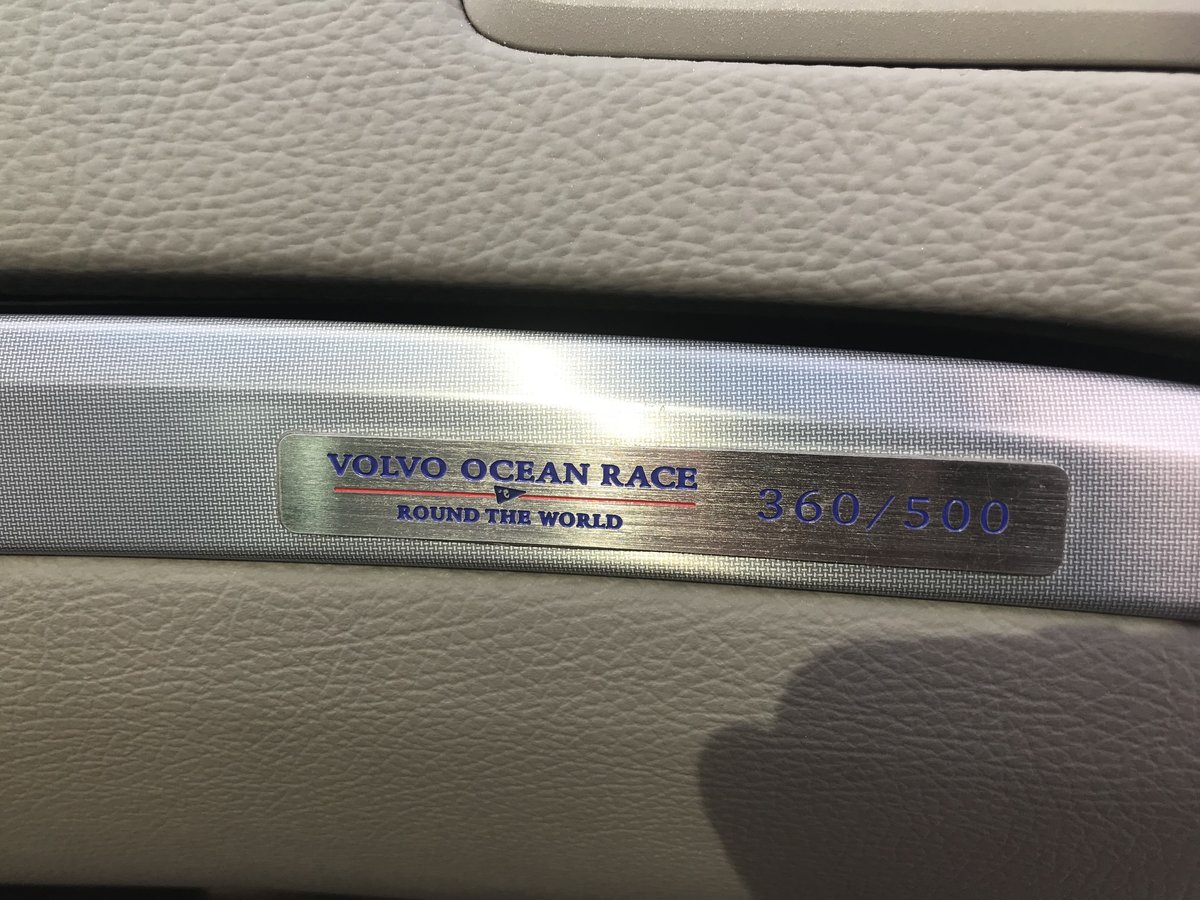 VOLVO OCEAN RACE
ROUND THE WORLD
360/500